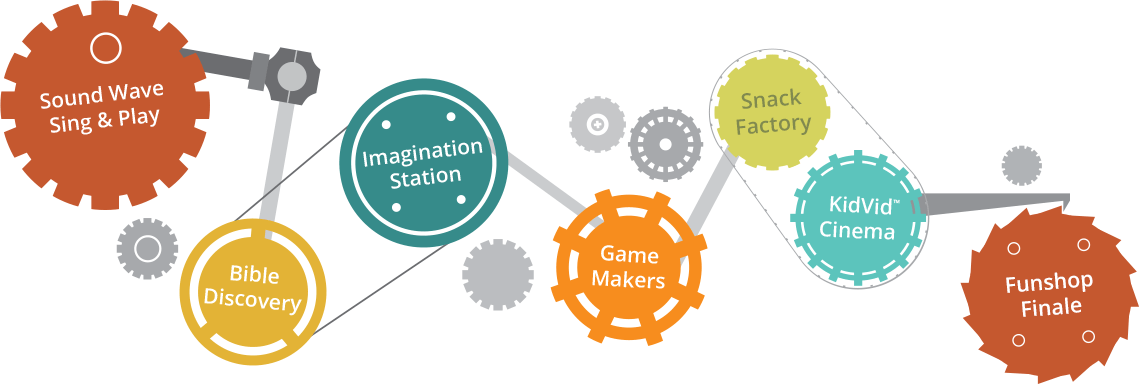 Sound Wave
Sing & Play
Bible
Discovery
Imagination
Station
Game
Makers
Snack
Factory
KidVid™
Cinema
Funshop
Finale